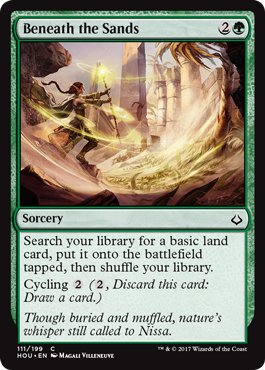 Beneath the Sands 2
Sorcery
Search your library for a basic land
card, put it onto the battlefield
tapped, then shuffle your library.
Cycling 2 (2, Discard this card:
Draw a card.)
Though buried and muffled, nature's
whisper still called to Nissa.
111/199 C
HOU • EN MAGALI VILLENEUVE
™ & © 2017 Wizards of the Coast